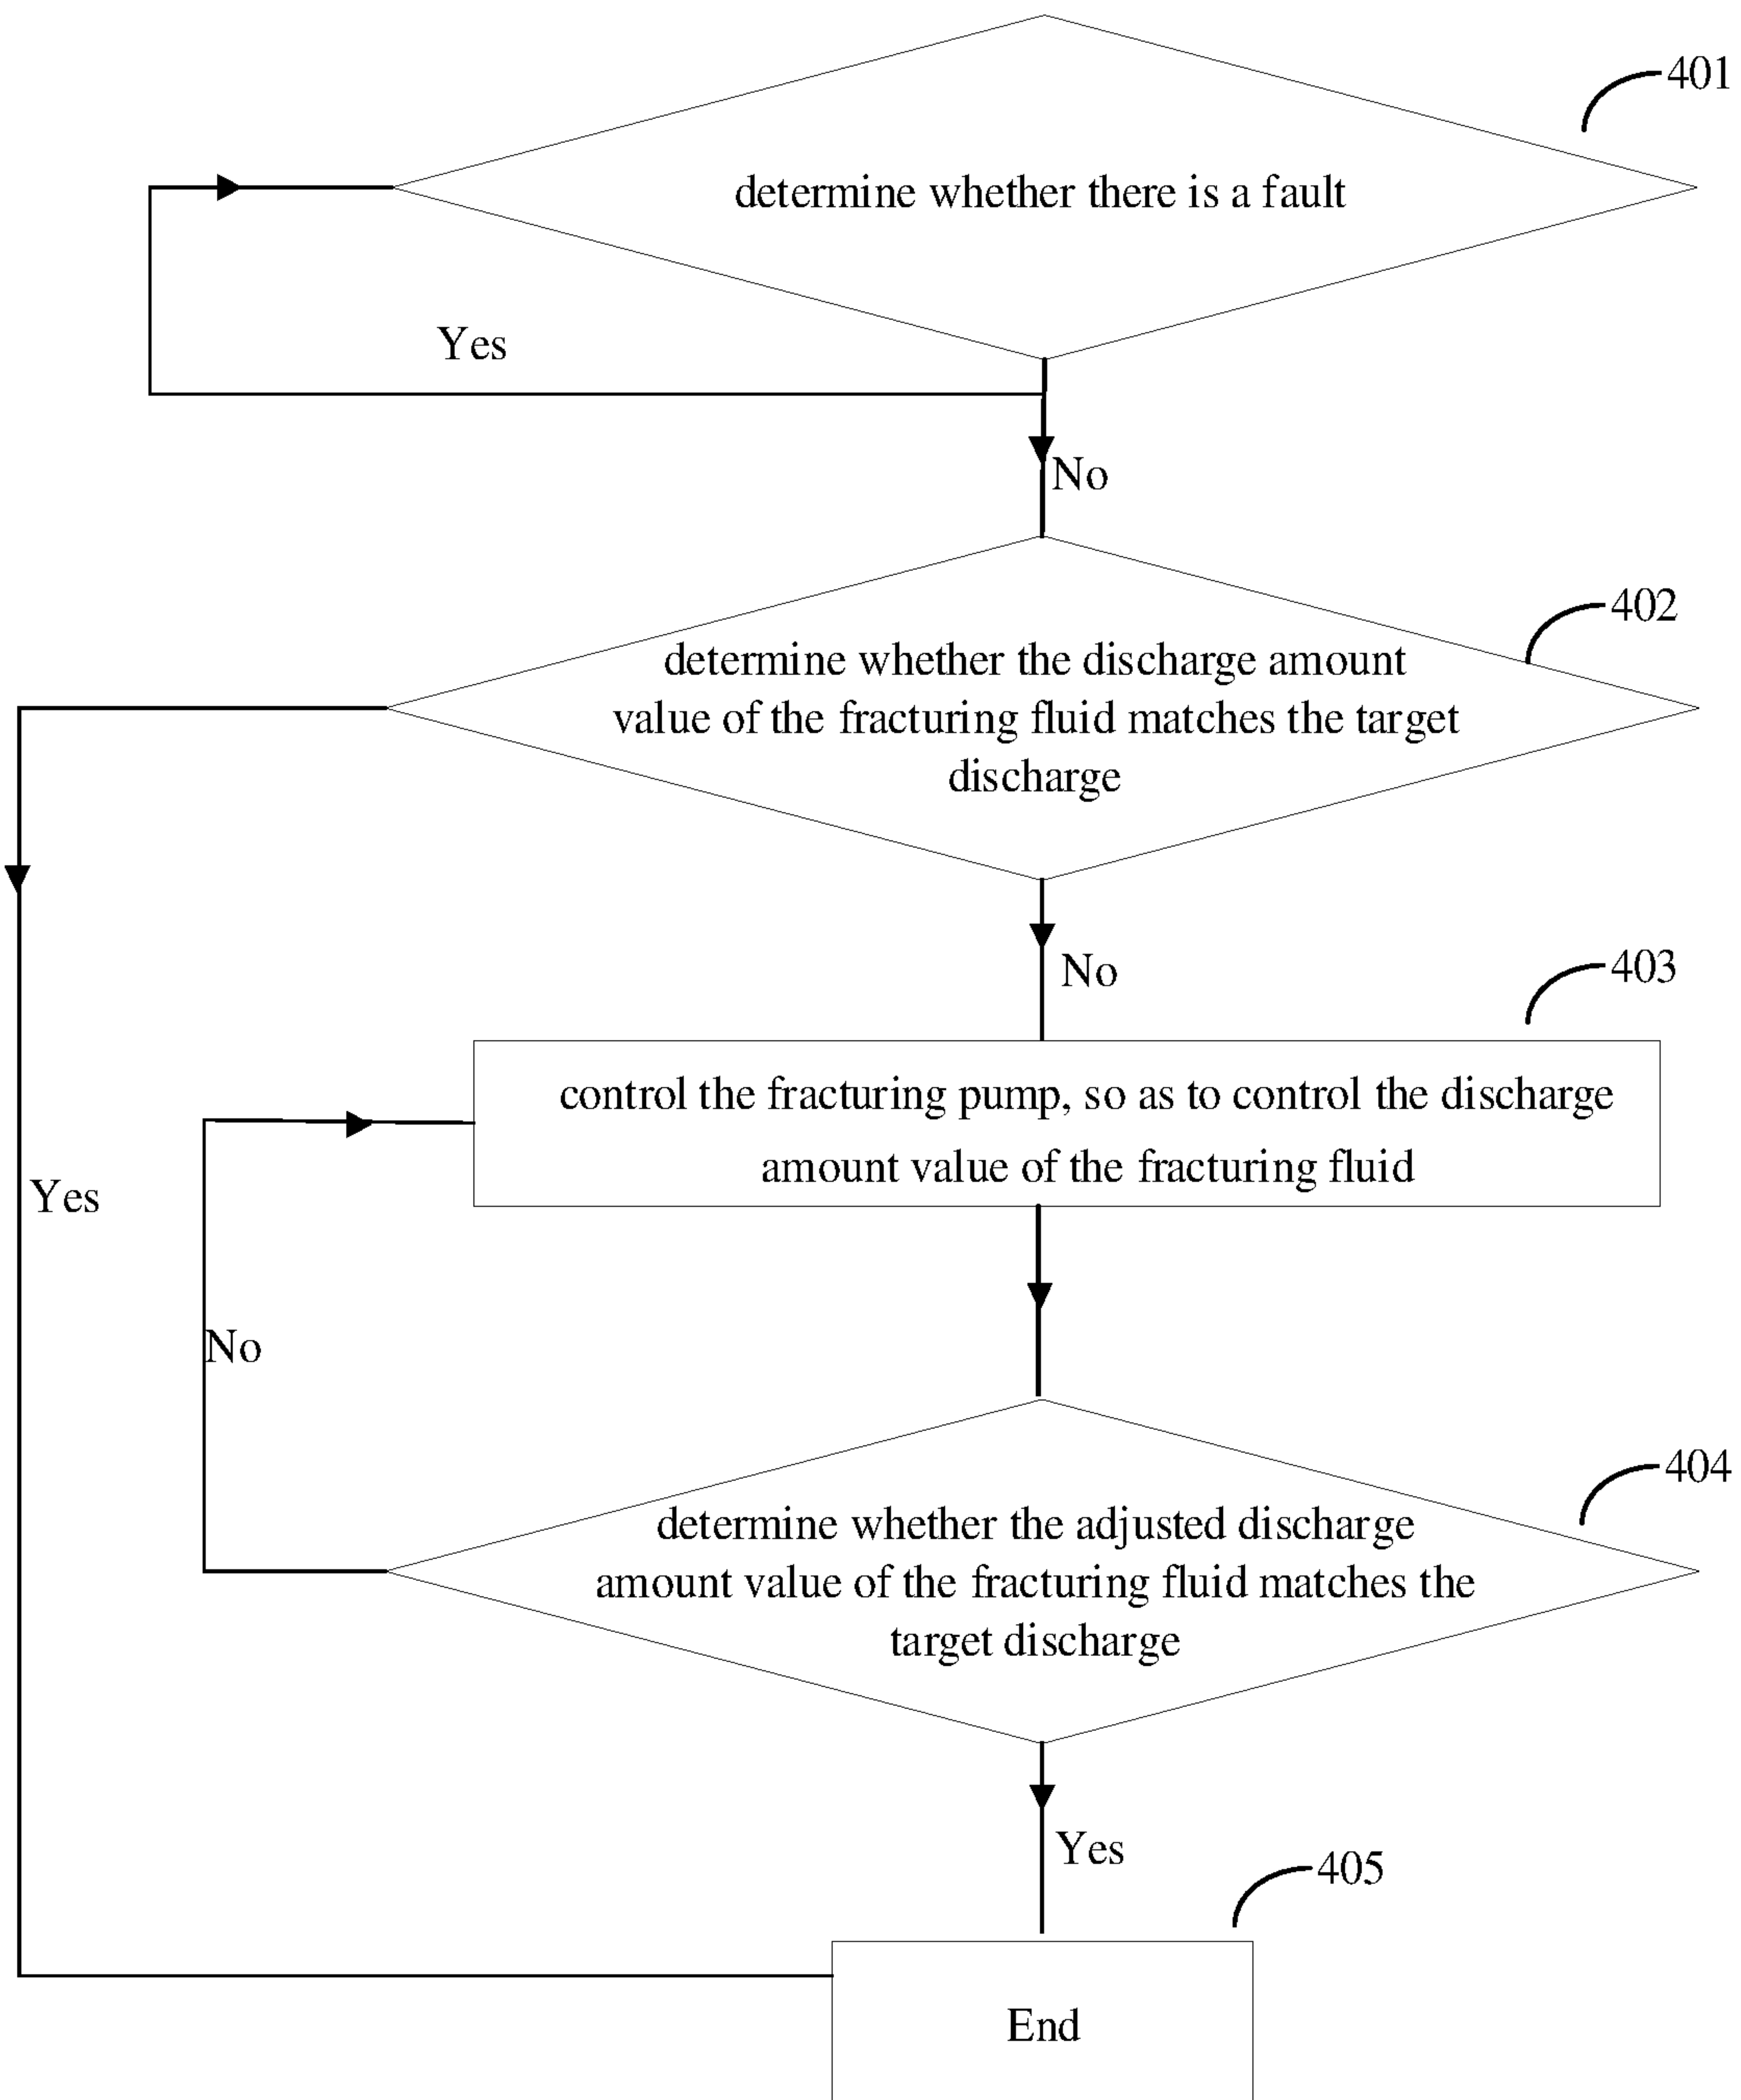 401
determine whether there is a fault
Yes
No
402
determine whether the discharge amount
value of the fracturing fluid matches the target
discharge
No
403
control the fracturing pump, so as to control the discharge
amount value of the fracturing fluid
Yes
No
404
determine whether the adjusted discharge
amount value of the fracturing fluid matches the
target discharge
Yes
405
End